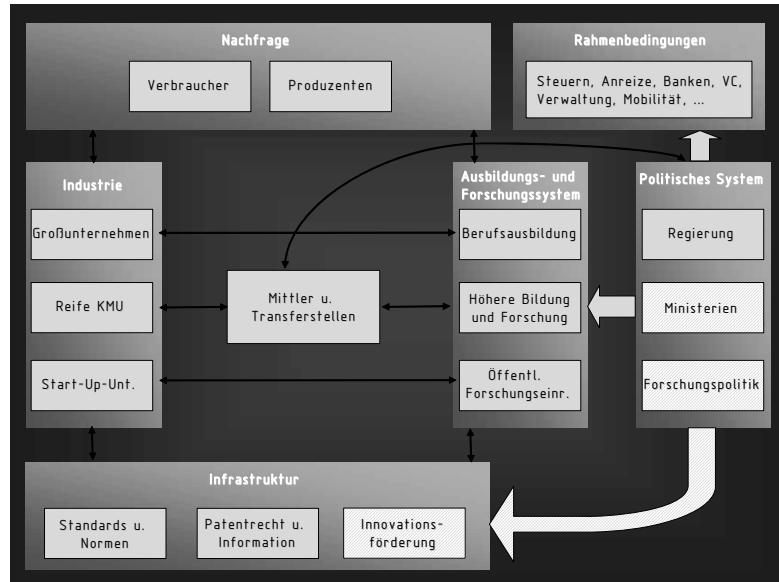 Nachfrage
Verbraucher
Produzenten
Rahmenbedingungen
Steuern, Anreize, Banken, VC,
Verwaltung, Mobilität, ...
Industrie
Großunternehmen
Reife KMU
Start-Up-Unt.
Mittler u.
Transferstellen
Ausbildungs- und
Forschungssystem
Berufsausbildung
Höhere Bildung
und Forschung
Öffentl.
Forschungseinr.
Politisches System
Regierung
Ministerien
Forschungspolitik
Infrastruktur
Standards u.
Normen
Patentrecht u.
Information
Innovations-
förderung